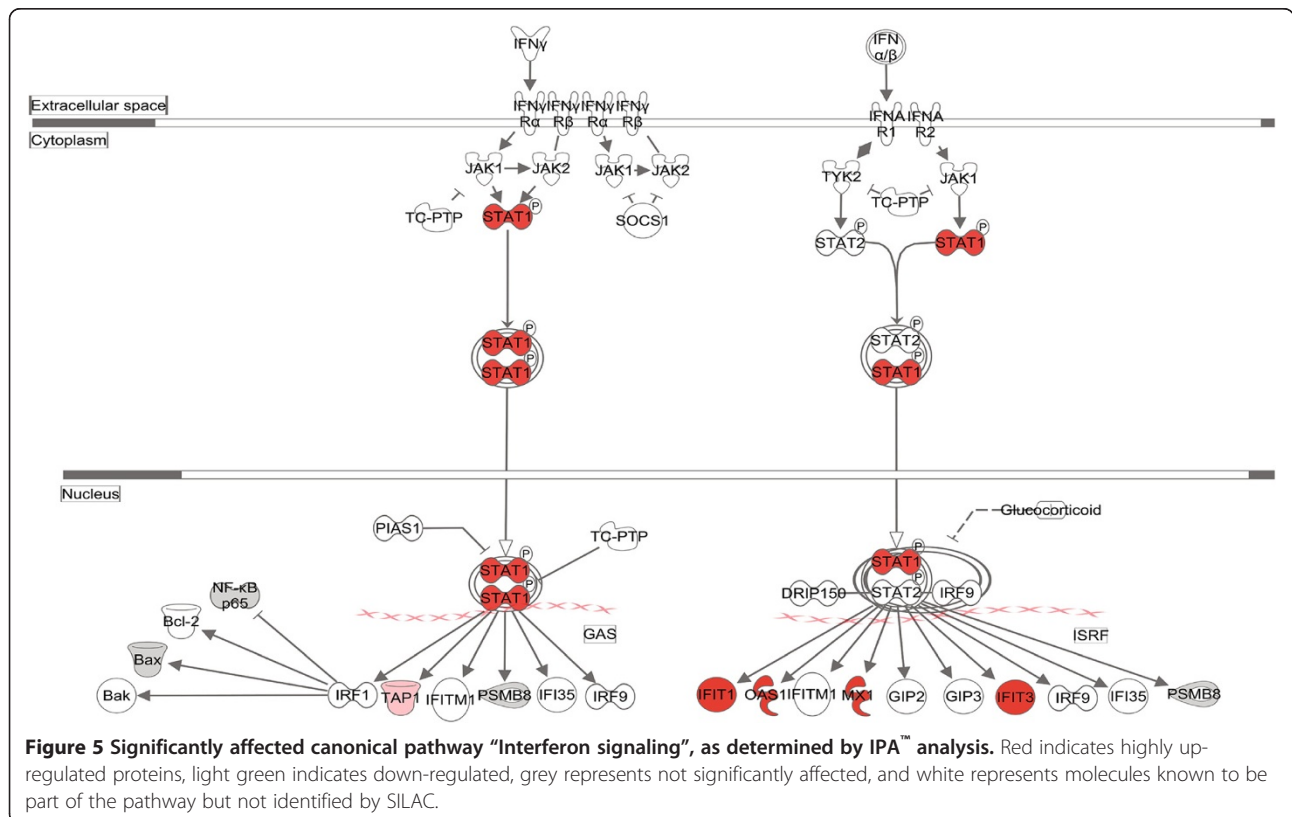 IFNγ
IFN
α/β
Extracellular space
IFNγ IFNγ IFNγ IFNγ
Rα Rβ Rα Rβ
IFNA IFNA
R1 R2
Cytoplasm
JAK1 JAK2 JAK1 JAK2
TYK2 JAK1
TC-PTP STAT1 P SOCS1
TC-PTP
STAT2 P STAT1 P
STAT1 P
STAT1 P
STAT2 P
STAT1 P
Nucleus
PIAS1
TC-PTP
Glucocorticoid
STAT1 P
STAT1 P
STAT1 P
DRIP150 STAT2 P IRF9
NF-κB
p65
Bcl-2
GAS
ISRF
Bax
Bak IRF1 TAP1 IFITM1 PSMB8 IFI35 IRF9
IFIT1 OAS1 IFITM1 MX1 GIP2 GIP3 IFIT3 IRF9 IFI35 PSMB8
Figure 5 Significantly affected canonical pathway “Interferon signaling”, as determined by IPA™ analysis. Red indicates highly up-
regulated proteins, light green indicates down-regulated, grey represents not significantly affected, and white represents molecules known to be
part of the pathway but not identified by SILAC.